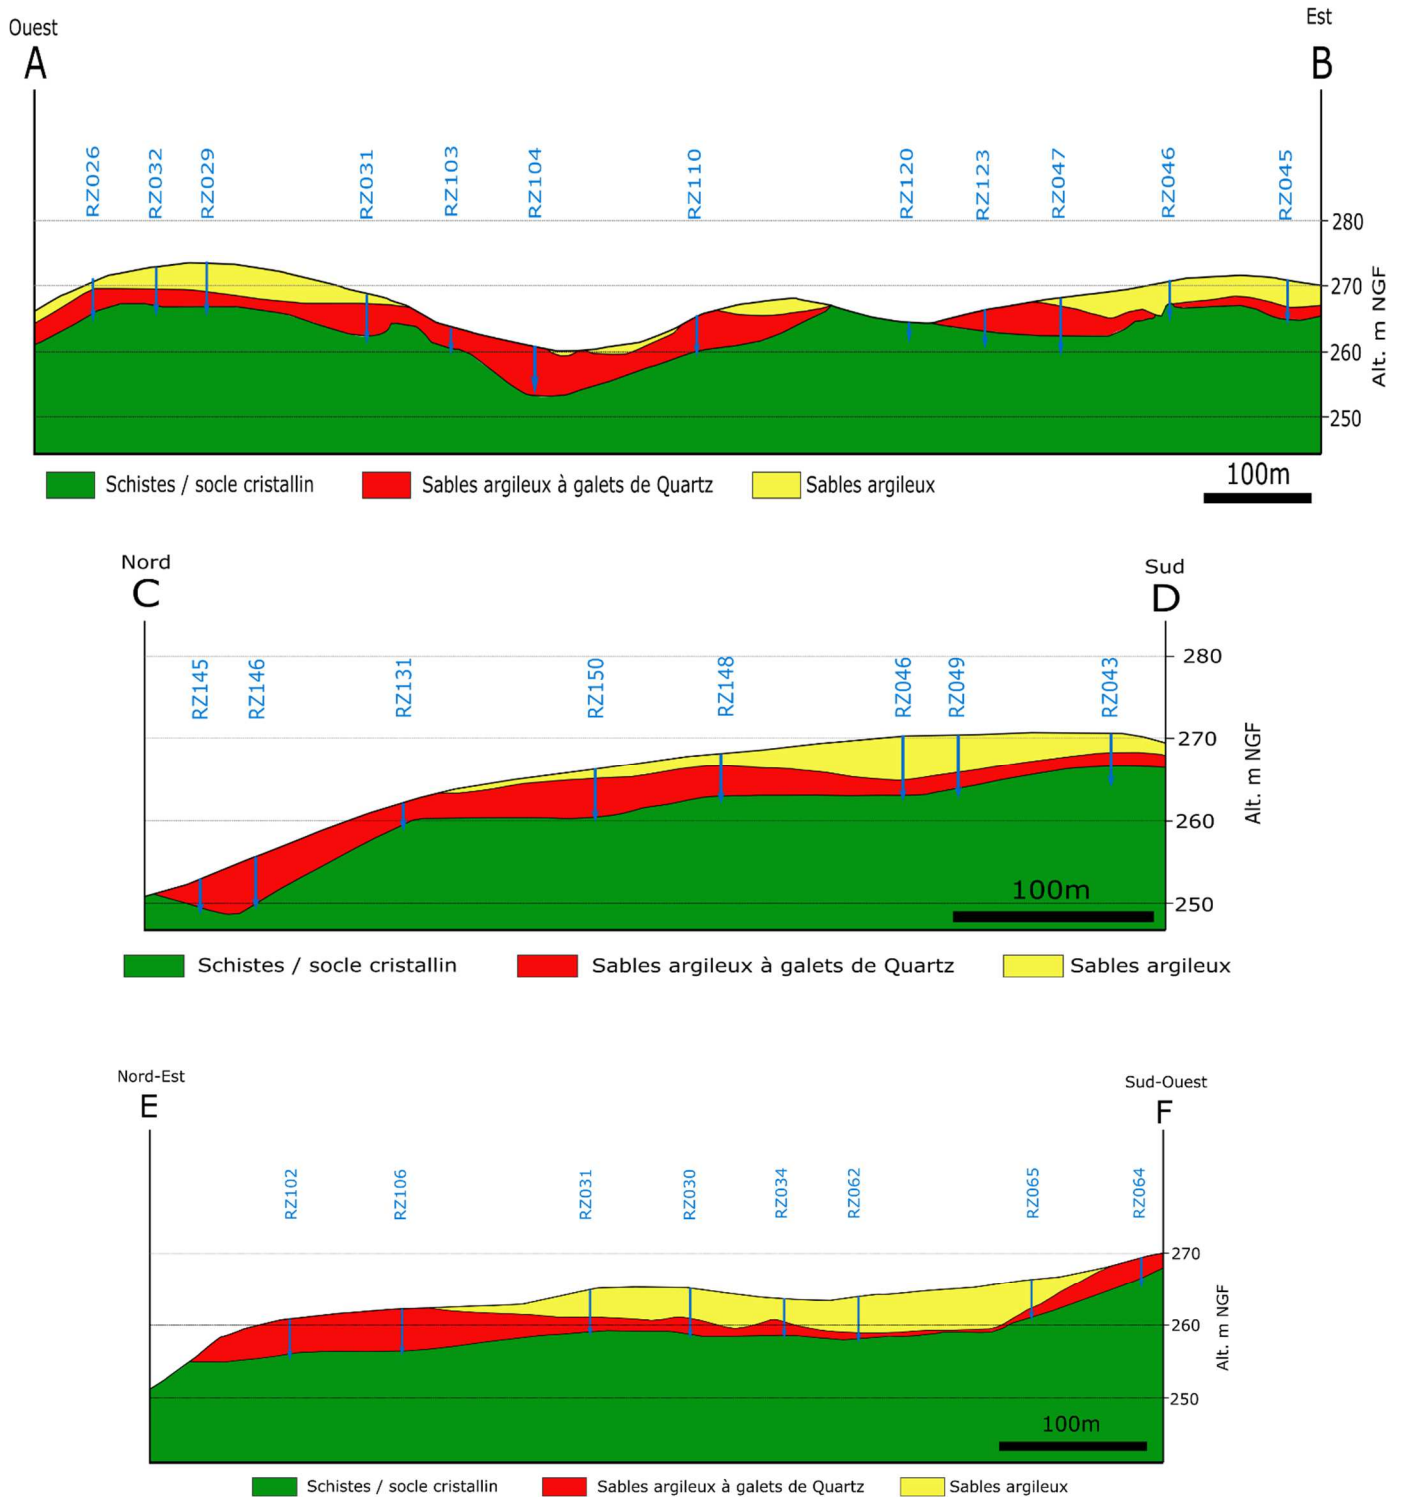 Ouest
Est
A
B
RZ026
RZ032
RZ029
RZ031
RZ103
RZ104
RZ110
RZ120
RZ123
RZ047
RZ046
RZ045
280
270
260
250
Alt. m NGF
Schistes / socle cristallin
Sables argileux à galets de Quartz
Sables argileux
100m
Nord
C
Sud
D
RZ145
RZ146
RZ131
RZ150
RZ148
RZ046
RZ049
RZ043
280
270
260
250
Alt. m NGF
100m
Schistes / socle cristallin
Sables argileux à galets de Quartz
Sables argileux
Nord-Est
E
Sud-Ouest
F
RZ102
RZ106
RZ031
RZ030
RZ034
RZ062
RZ065
RZ064
270
260
250
Alt. m NGF
100m
Schistes / socle cristallin
Sables argileux à galets de Quartz
Sables argileux